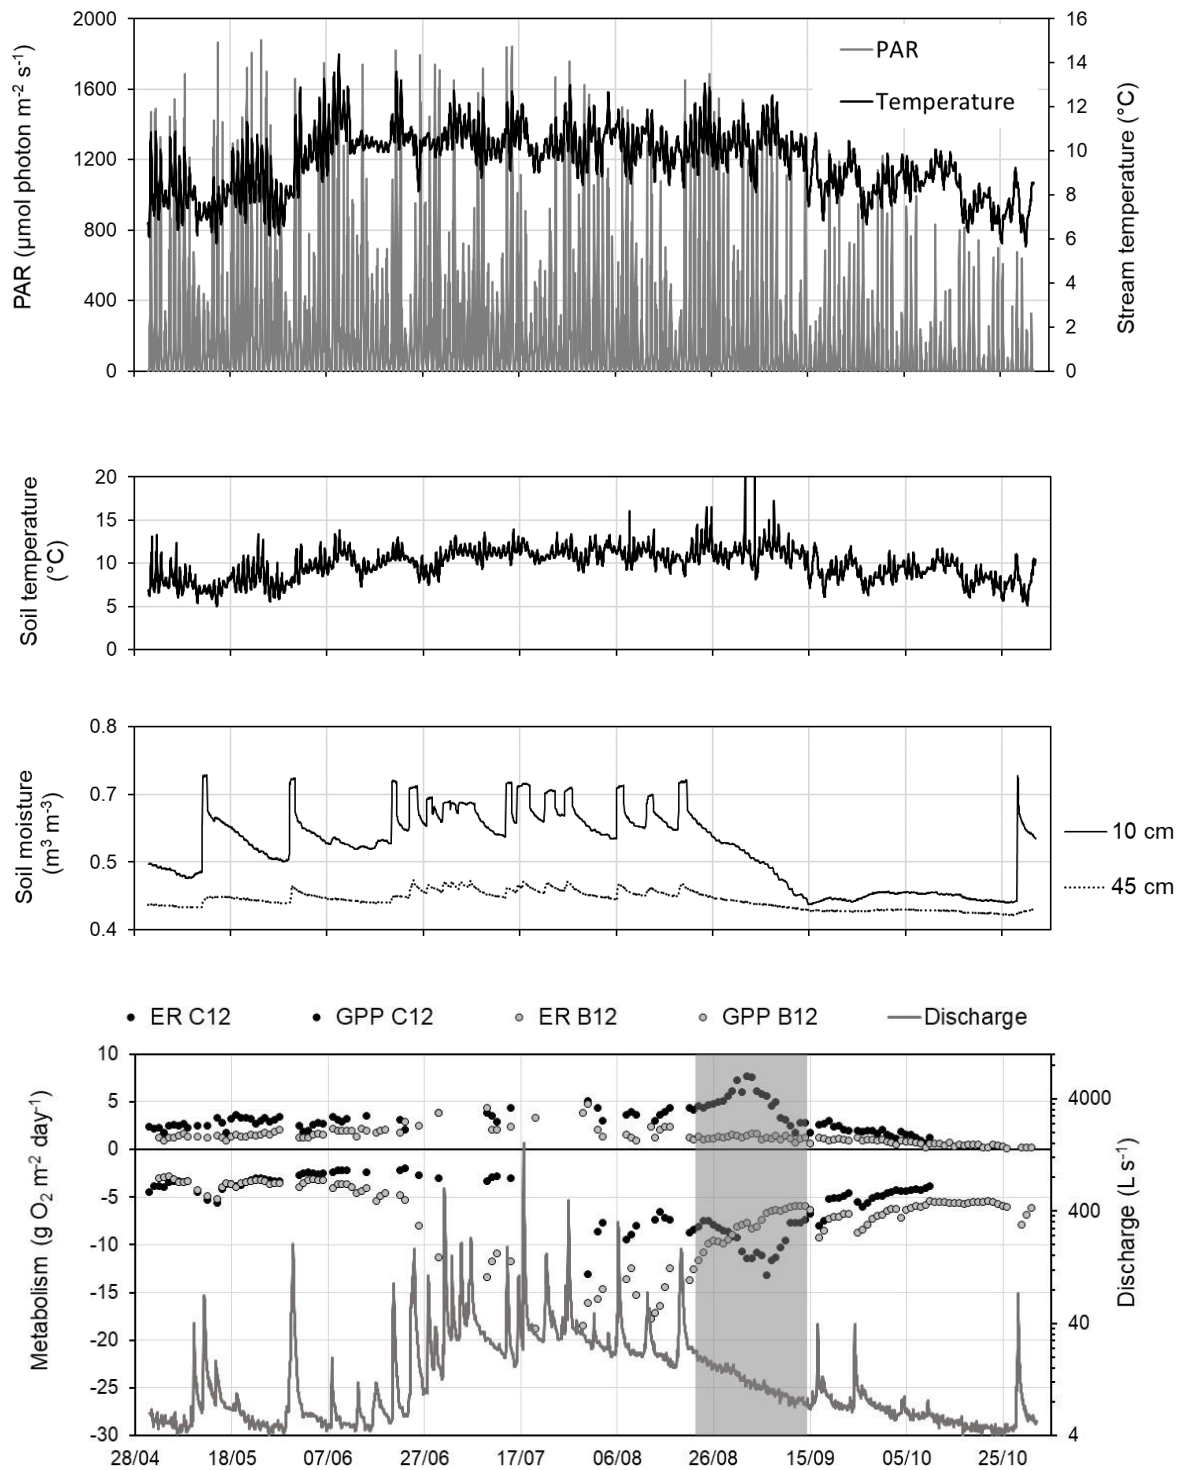 2000
1600
1200
800
400
0
PAR (µmol photon m-2 s-1)
PAR
Temperature
16
14
12
10
8
6
4
2
0
Stream temperature (°C)
20
15
10
5
0
Soil temperature
(°C)
0.8
0.7
0.5
0.4
Soil moisture
(m3 m-3)
10 cm
45 cm
ER C12 GPP C12 ER B12 GPP B12 Discharge
10
5
0
-5
-10
-15
-20
-25
-30
Metabolism (g O2 m-2 day-1)
4000
400
40
4
Discharge (L s-1)
28/04 18/05 07/06 27/06 17/07 06/08 26/08 15/09 05/10 25/10